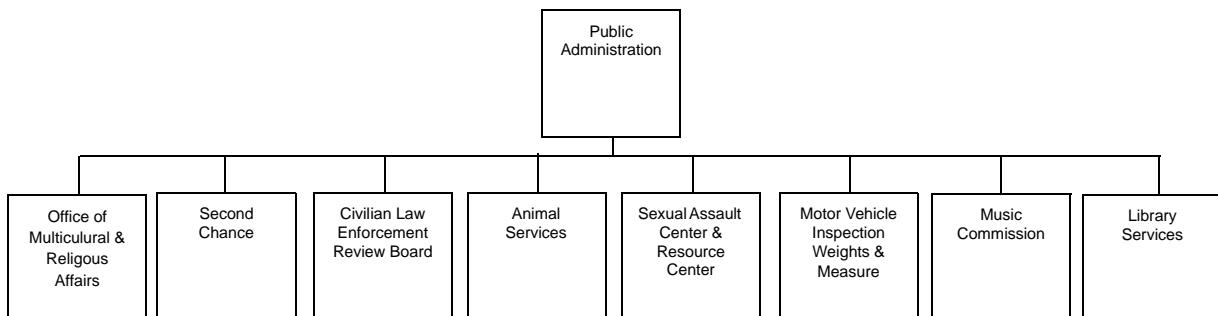 Public
Administration
Office of
Multiculural &
Religous
Affairs
Second
Chance
Civilian Law
Enforcement
Review Board
Animal
Services
Sexual Assault
Center &
Resource
Center
Motor Vehicle
Inspection
Weights &
Measure
Music
Commission
Library
Services